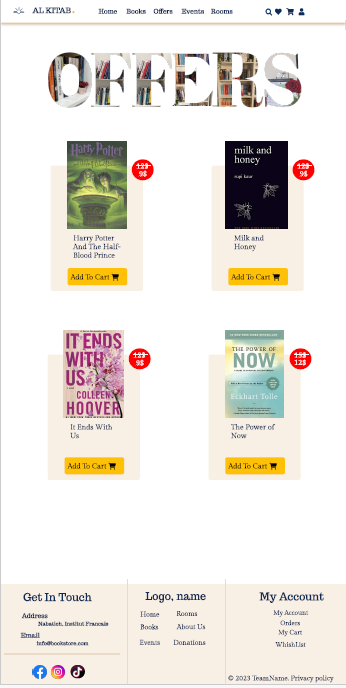 AL KITAB.
Home Books Offers Events Rooms
OFFERS
Harry Potter
12$
9$
Harry Potter
And The Half-
Blood Prince
Add To Cart
milk and
honey
rupi kaur
12$
9$
Milk and
Honey
Add To Cart
IT ENDS
WITH
US
COLLEEN
HOOVER
12$
9$
It Ends With
Us
Add To Cart
THE POWER OF
NOW
Eckhart Tolle
15$
12$
The Power of
Now
Add To Cart
Get In Touch
Address
Nabatieh, Institut Francais
Email
info@bookstore.com
Logo, name
Home Rooms
Books About Us
Events Donations
My Account
My Account
Orders
My Cart
WhishList
© 2023 TeamName. Privacy policy